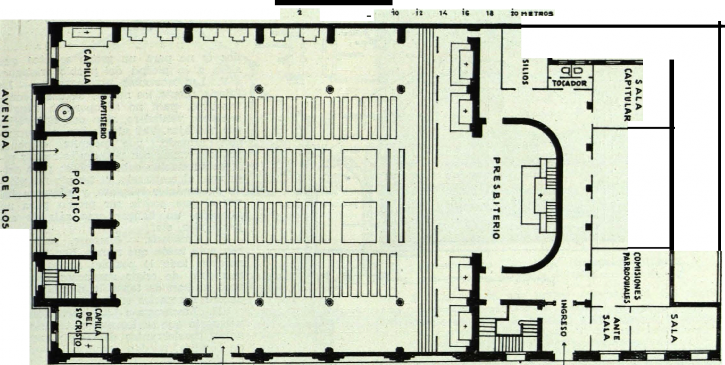 2 10 12 14 16 18 20 METROS
CAPILLA
BAPTISTERIO
AVENIDA DE LOS
PÓRTICO
CAPILLA
DEL
STO CRISTO
PRESBITERIO
SILIOS
TOCADOR
SALA
CAPITULAR
COMISIONES
PARROQUIALES
INGRESO
ANTE
SALA
SALA